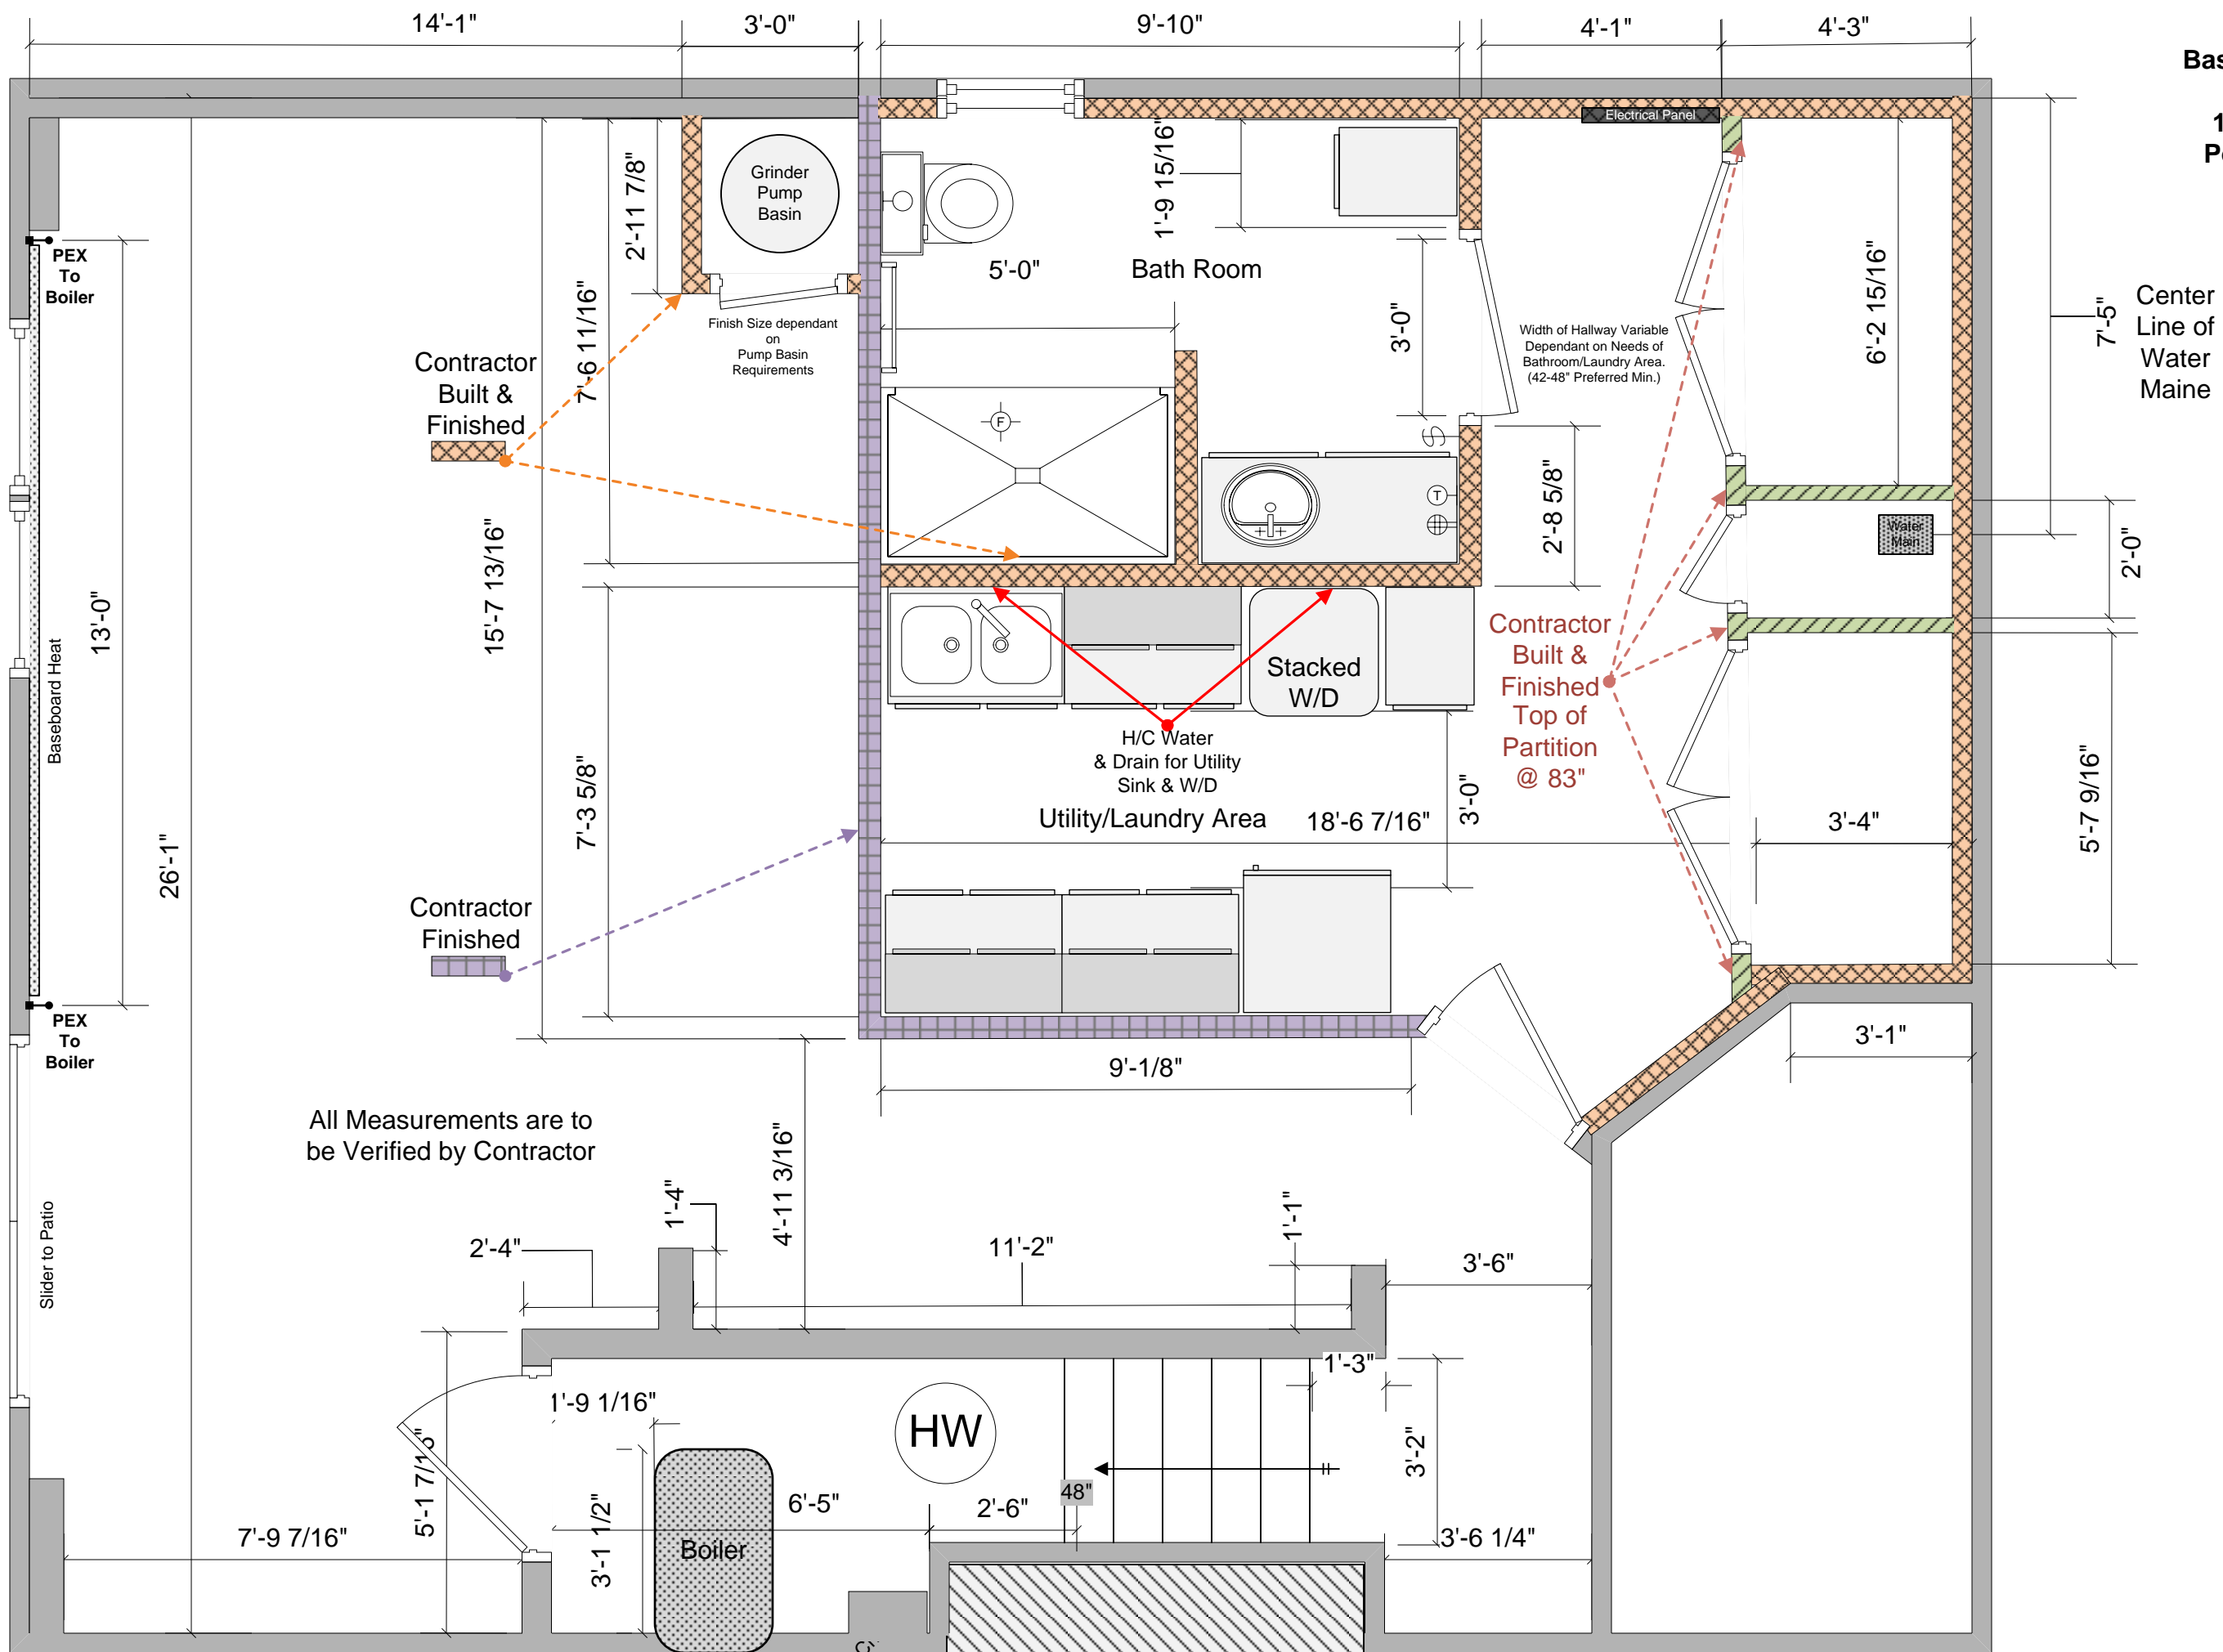 14'-1"
3'-0"
9'-10"
4'-1"
4'-3"
Electrical Panel
Grinder
Pump
Basin
2'-11 7/8"
1'-9 15/16"
PEX
To
Boiler
5'-0"
Bath Room
6'-2 15/16"
7'-5"
Center
Line of
Water
Maine
Finish Size dependant
on
Pump Basin
Requirements
7'-6 11/16"
3'-0"
Width of Hallway Variable
Dependant on Needs of
Bathroom/Laundry Area.
(42-48" Preferred Min.)
Contractor
Built &
Finished
F
T
S
2'-8 5/8"
Water
Main
2'-0"
15'-7 13/16"
13'-0"
Baseboard Heat
Stacked
W/D
Contractor
Built &
Finished
Top of
Partition
@ 83"
H/C Water
& Drain for Utility
Sink & W/D
7'-3 5/8"
Utility/Laundry Area
18'-6 7/16"
3'-0"
3'-4"
5'-7 9/16"
26'-1"
Contractor
Finished
PEX
To
Boiler
3'-1"
9'-1/8"
All Measurements are to
be Verified by Contractor
4'-11 3/16"
1'-4"
1'-1"
Slider to Patio
2'-4"
11'-2"
3'-6"
1'-3"
1'-9 1/16"
HW
3'-2"
48"
5'-1 7/16"
6'-5"
2'-6"
3'-1 1/2"
7'-9 7/16"
Boiler
3'-6 1/4"